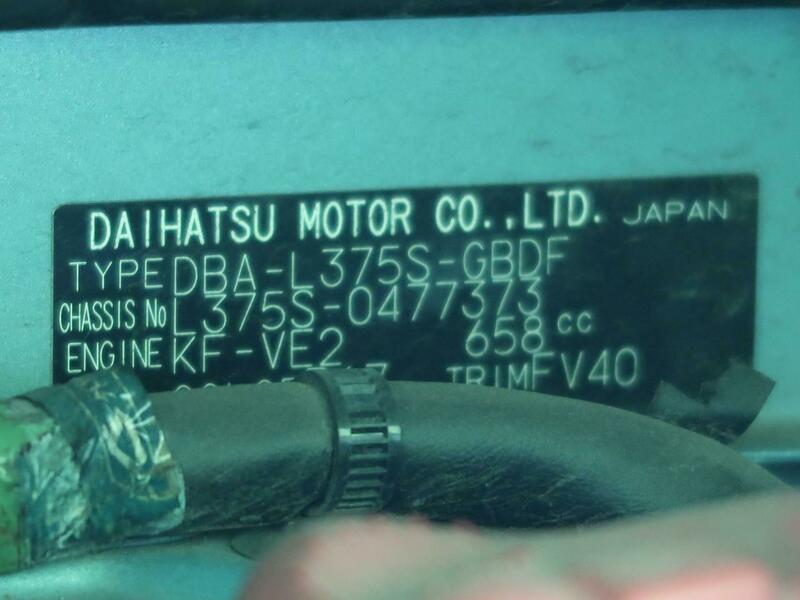 DAIHATSU MOTOR CO.,LTD. JAPAN
TYPE DBA-L375S-GBDF
CHASSIS No L375S-0477373
ENGINE KF-VE2 658 cc
TRIM FV40